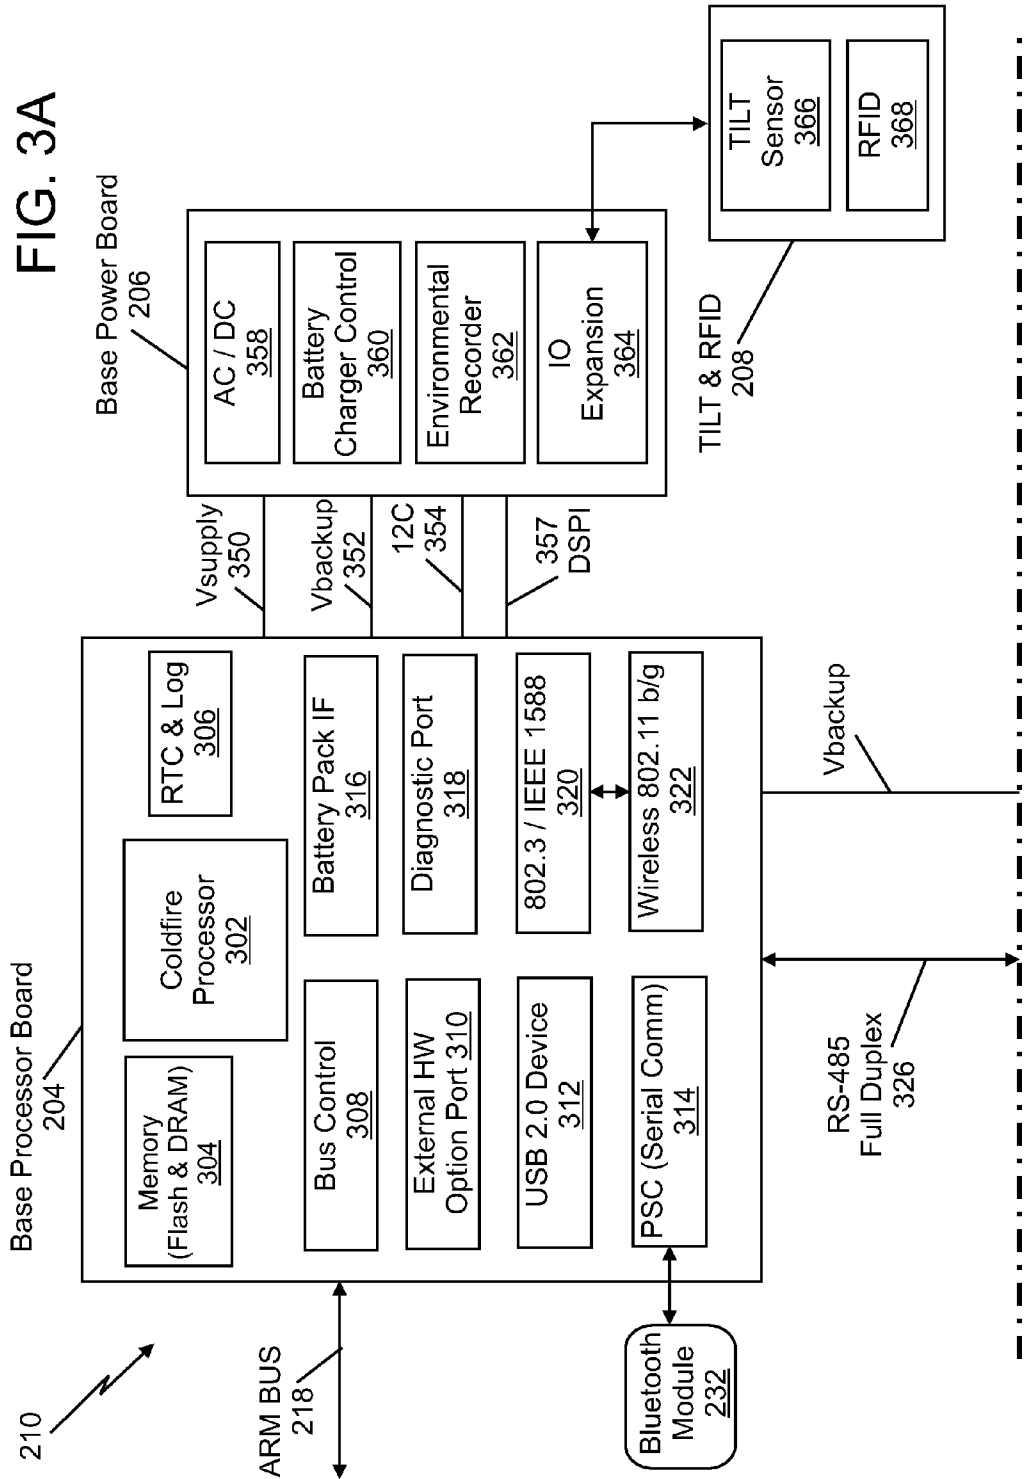 FIG. 3A
210
Base Processor Board
204
Memory
(Flash & DRAM)
304
Coldfire
Processor
302
RTC & Log
306
Bus Control
308
Battery Pack IF
316
External HW
Option Port 310
Diagnostic Port
318
USB 2.0 Device
312
802.3 / IEEE 1588
320
PSC (Serial Comm)
314
Wireless 802.11 b/g
322
ARM BUS
218
Bluetooth
Module
232
Vsupply
350
Vbackup
352
12C
354
357
DSPI
Base Power Board
206
AC / DC
358
Battery
Charger Control
360
Environmental
Recorder
362
IO
Expansion
364
TILT & RFID
208
TILT
Sensor
366
RFID
368
RS-485
Full Duplex
326
Vbackup